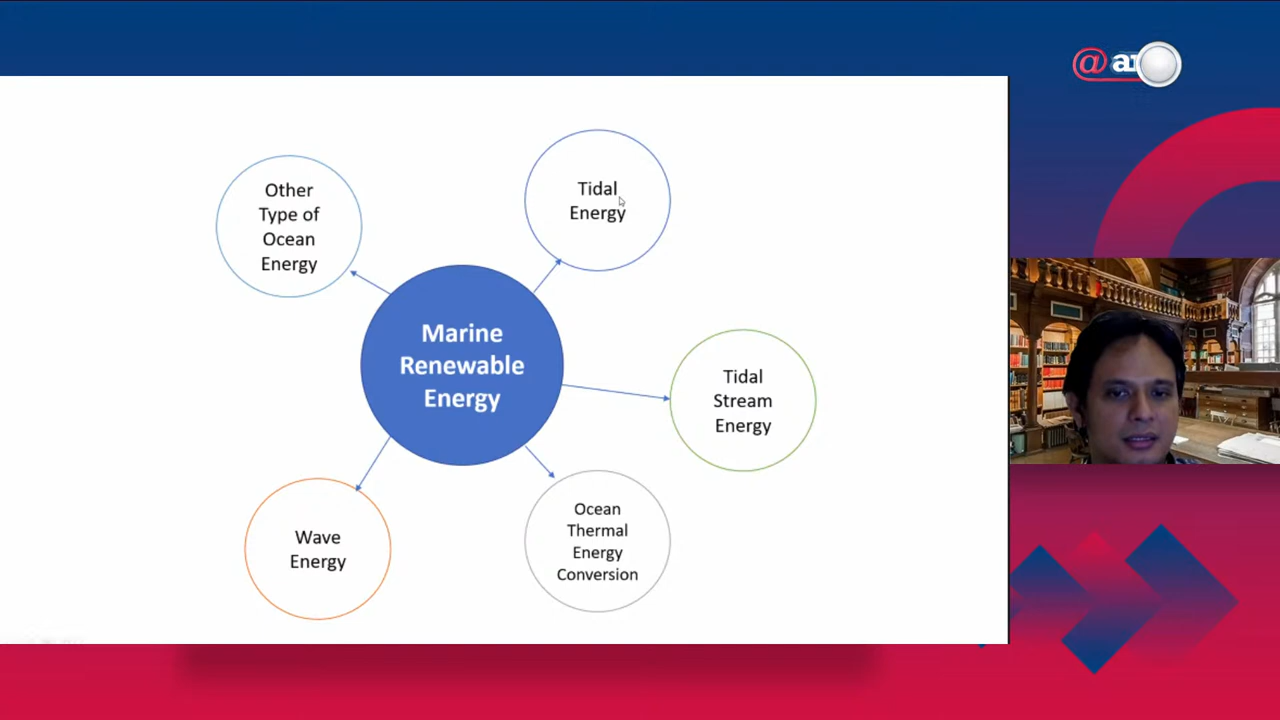 Other
Type of
Ocean
Energy
Tidal
Energy
Marine
Renewable
Energy
Tidal
Stream
Energy
Wave
Energy
Ocean
Thermal
Energy
Conversion